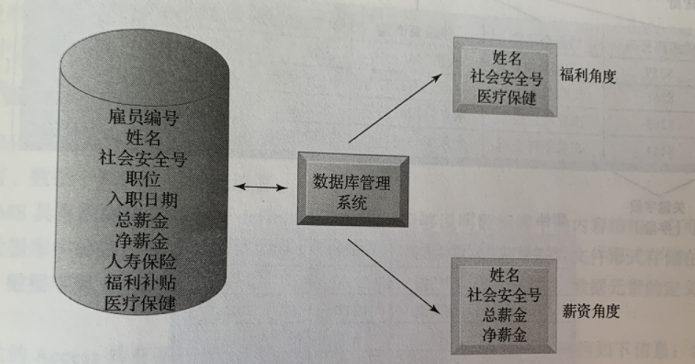 雇员编号
姓名
社会安全号
职位
入职日期
总薪金
净薪金
人寿保险
福利补贴
医疗保健
数据库管理
系统
姓名
社会安全号
医疗保健
福利角度
姓名
社会安全号
总薪金
净薪金
薪资角度